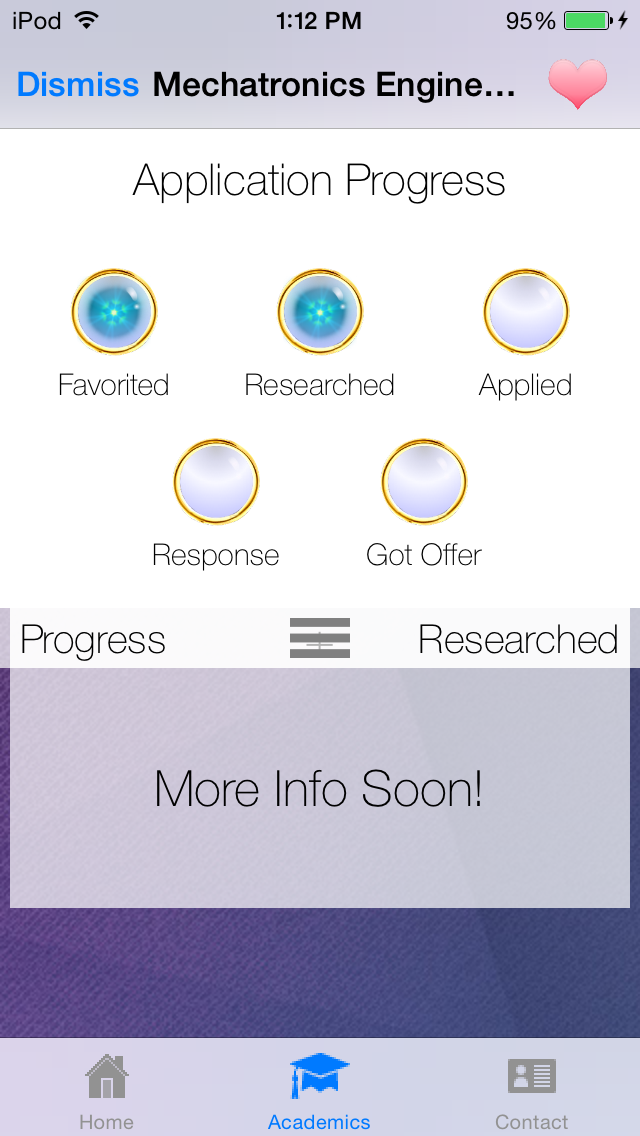 iPod 1:12 PM 95%
Dismiss Mechatronics Engine...
Application Progress
Favorited Researched Applied
Response Got Offer
Progress Researched
More Info Soon!
Home Academics Contact